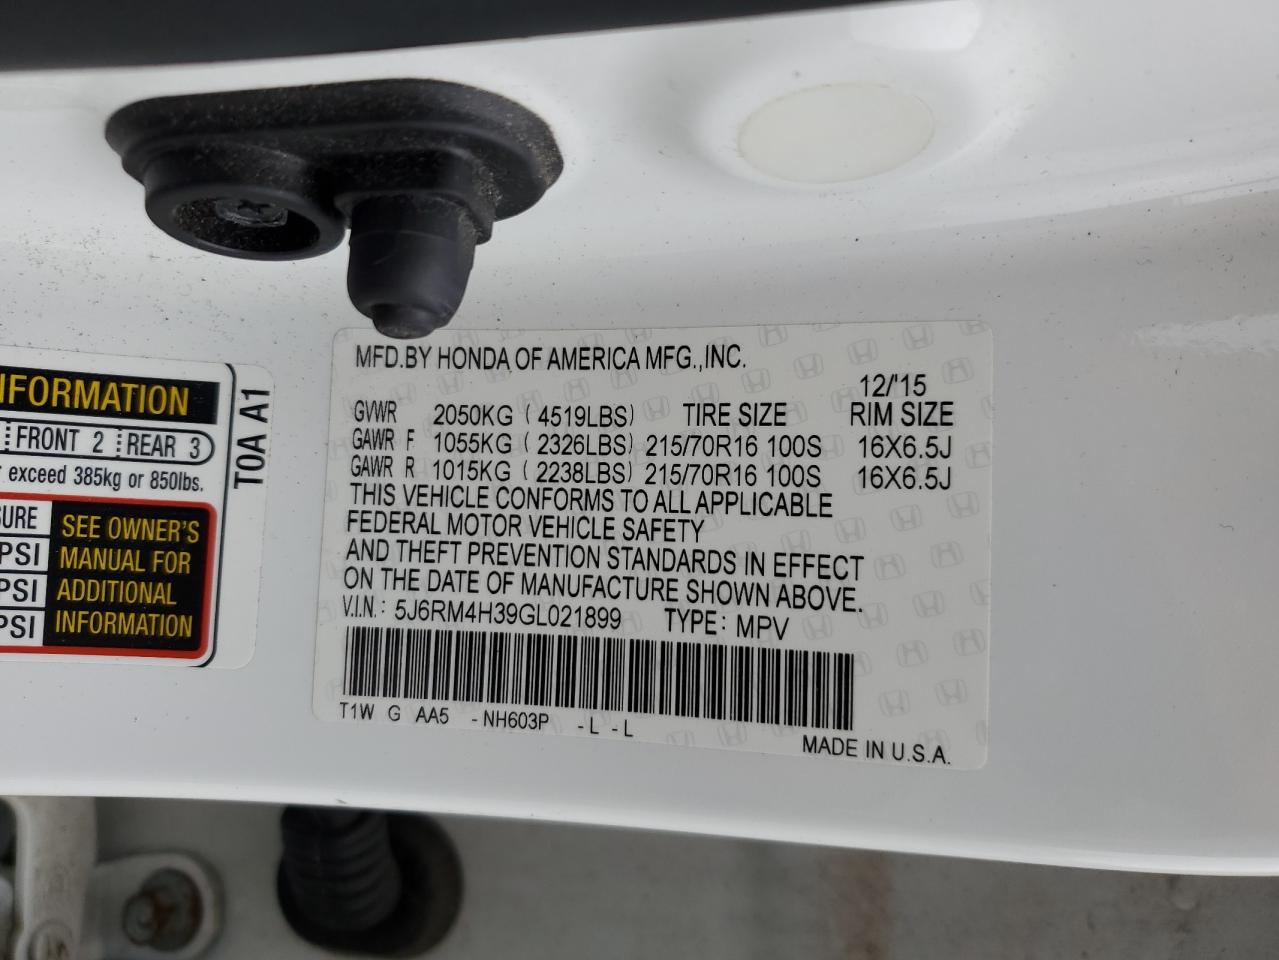 MFD.BY HONDA OF AMERICA MFG.,INC.
12/'15
GVWR 2050KG (4519LBS) TIRE SIZE RIM SIZE
GAWR F 1055KG (2326LBS) 215/70R16 100S 16X6.5J
GAWR R 1015KG (2238LBS) 215/70R16 100S 16X6.5J
THIS VEHICLE CONFORMS TO ALL APPLICABLE
FEDERAL MOTOR VEHICLE SAFETY
AND THEFT PREVENTION STANDARDS IN EFFECT
ON THE DATE OF MANUFACTURE SHOWN ABOVE.
V.I.N.: 5J6RM4H39GL021899 TYPE: MPV
T1W G AA5 -NH603P -L -L
MADE IN U.S.A.
NFORMATION
FRONT 2 REAR 3
exceed 385kg or 850lbs.
SURE
PSI
PSI
PSI
SEE OWNER'S
MANUAL FOR
ADDITIONAL
INFORMATION
T0A A1